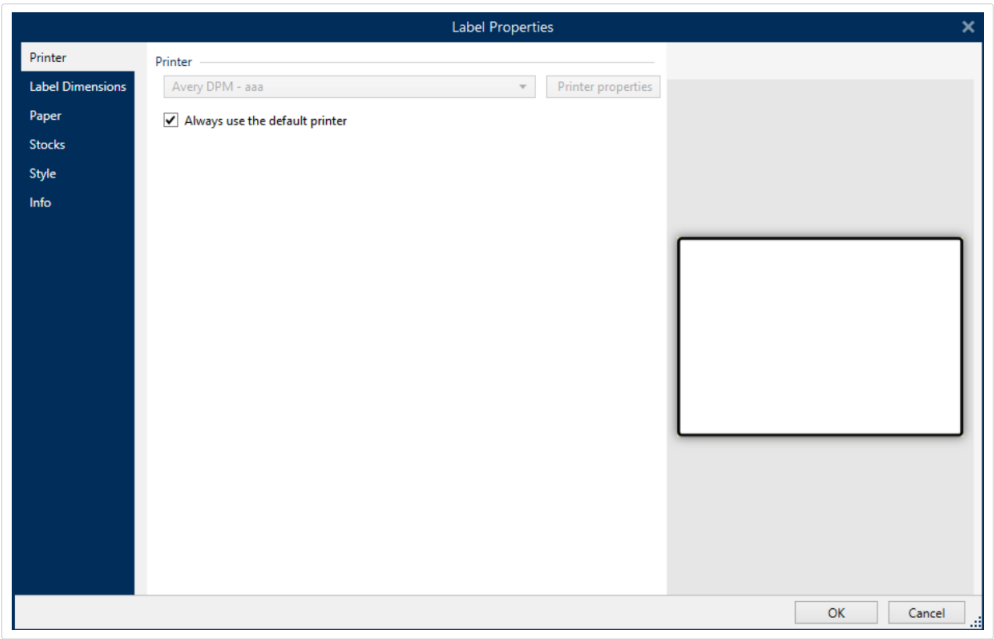 Label Properties
Printer
Label Dimensions
Paper
Stocks
Style
Info
Printer
Avery DPM - aaa
Printer properties
Always use the default printer
OK
Cancel